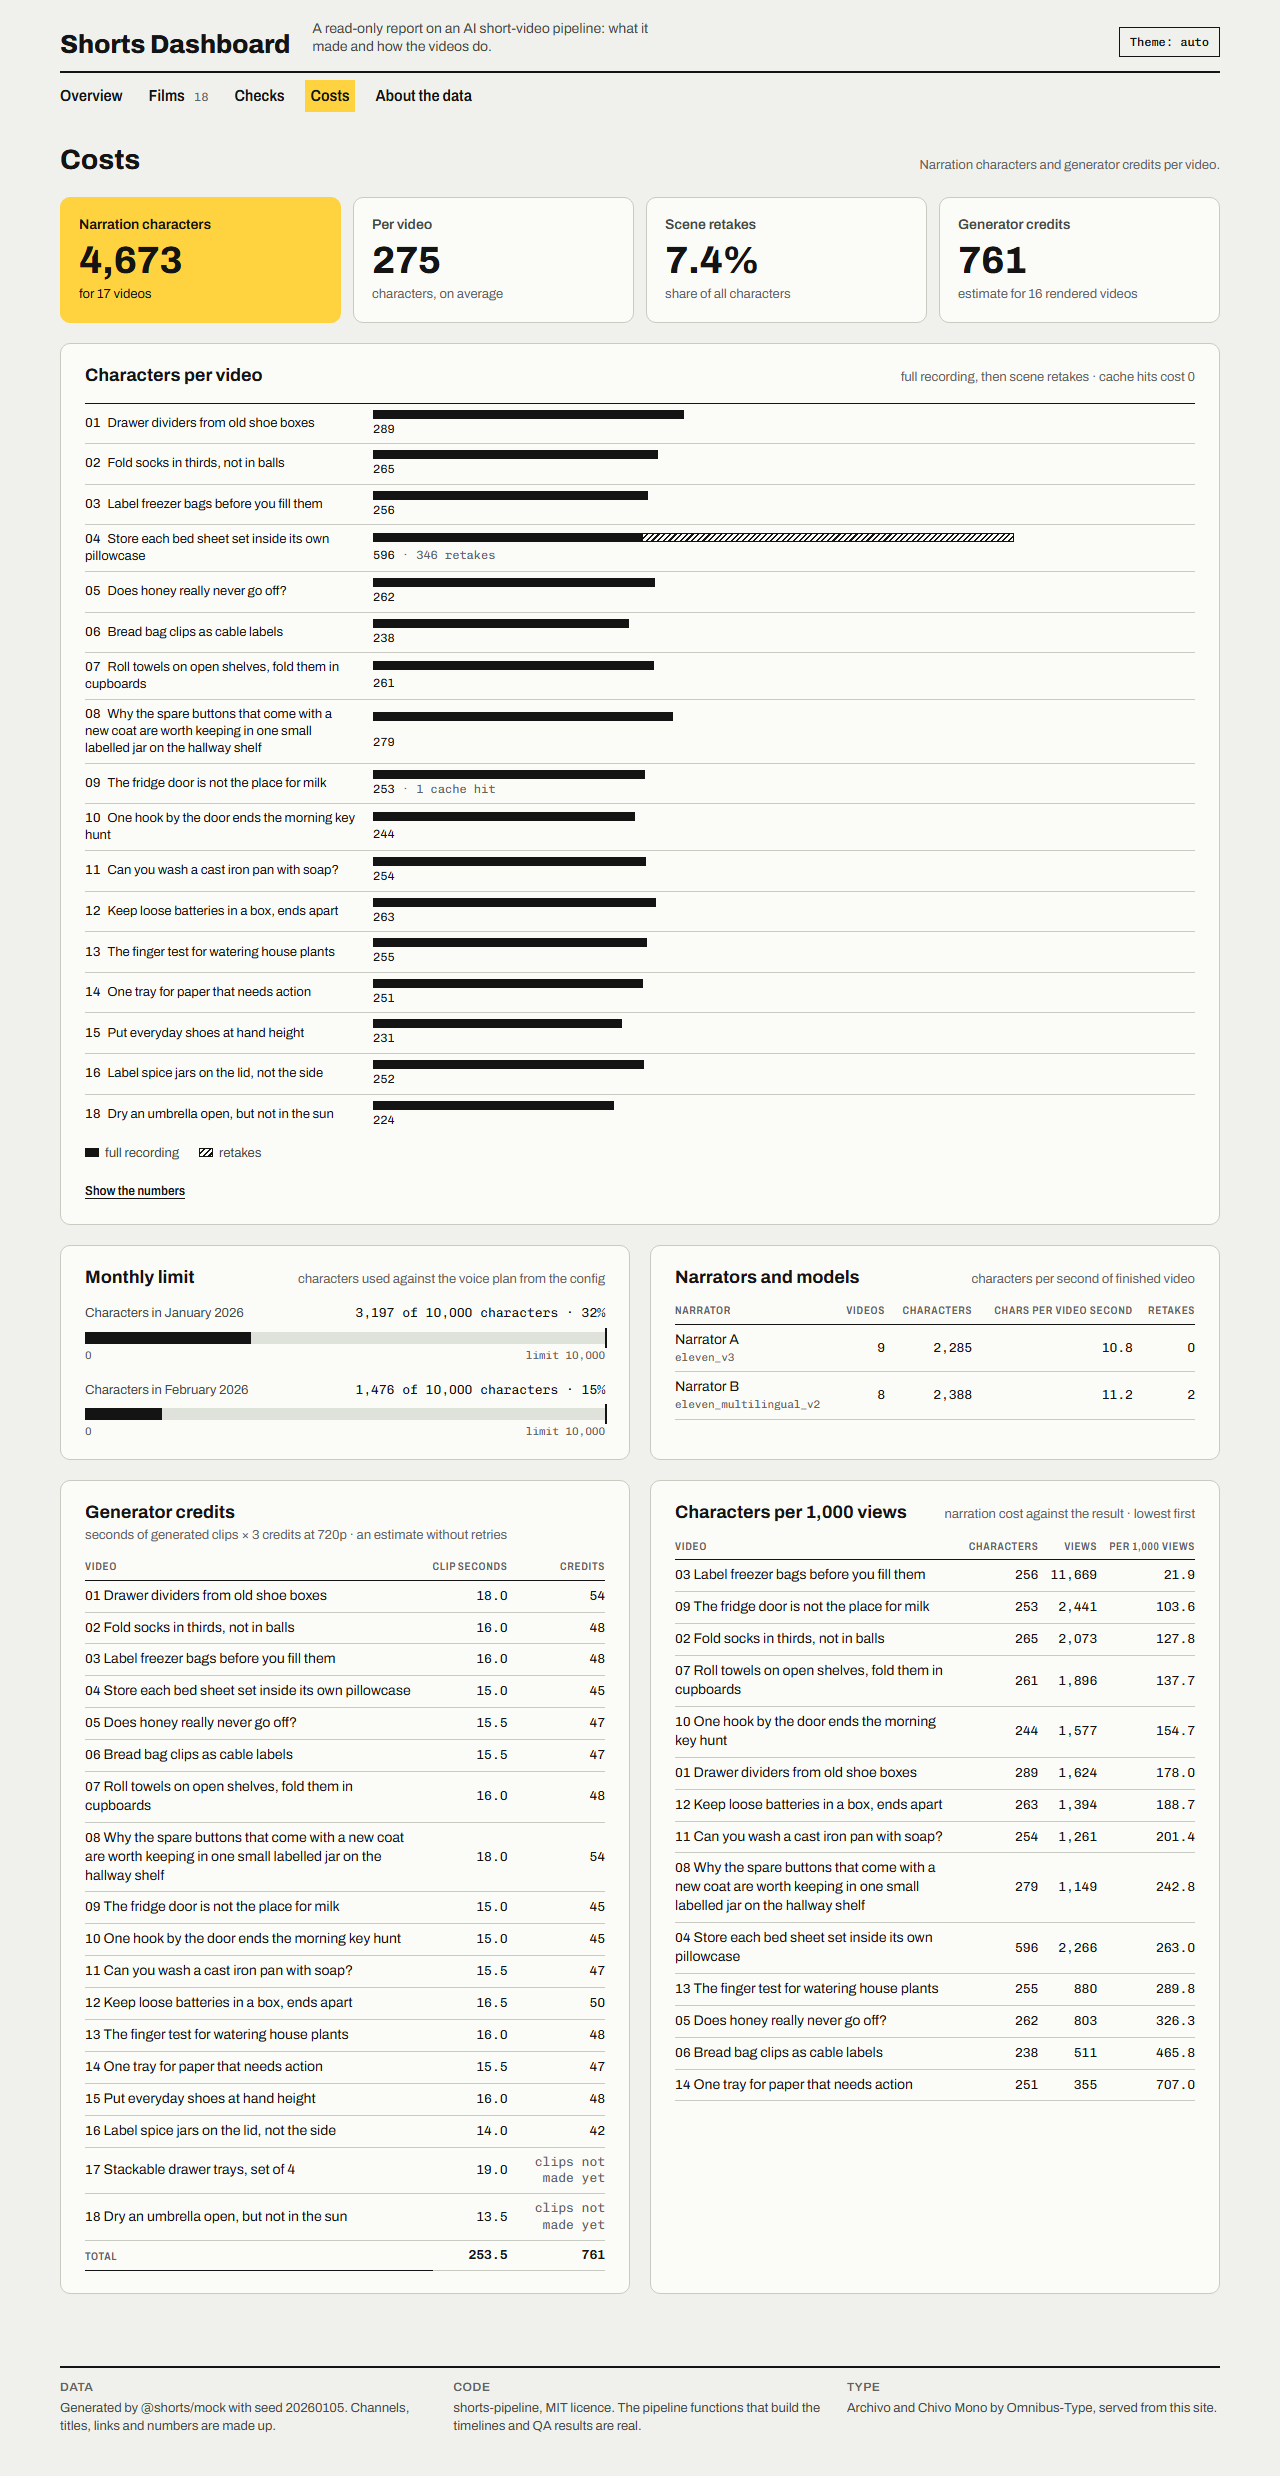 Shorts Dashboard
A read-only report on an AI short-video pipeline: what it
made and how the videos do.
Theme: auto
Overview Films 18 Checks Costs About the data
Costs
Narration characters and generator credits per video.
Narration characters
4,673
for 17 videos
Per video
275
characters, on average
Scene retakes
7.4%
share of all characters
Generator credits
761
estimate for 16 rendered videos
Characters per video
full recording, then scene retakes · cache hits cost 0
01 Drawer dividers from old shoe boxes
289
02 Fold socks in thirds, not in balls
265
03 Label freezer bags before you fill them
256
04 Store each bed sheet set inside its own
pillowcase
596 · 346 retakes
05 Does honey really never go off?
262
06 Bread bag clips as cable labels
238
07 Roll towels on open shelves, fold them in
cupboards
261
08 Why the spare buttons that come with a
new coat are worth keeping in one small
labelled jar on the hallway shelf
279
09 The fridge door is not the place for milk
253 · 1 cache hit
10 One hook by the door ends the morning key
hunt
244
11 Can you wash a cast iron pan with soap?
254
12 Keep loose batteries in a box, ends apart
263
13 The finger test for watering house plants
255
14 One tray for paper that needs action
251
15 Put everyday shoes at hand height
231
16 Label spice jars on the lid, not the side
252
18 Dry an umbrella open, but not in the sun
224
full recording retakes
Show the numbers
Monthly limit
characters used against the voice plan from the config
Characters in January 2026 3,197 of 10,000 characters · 32%
0 limit 10,000
Characters in February 2026 1,476 of 10,000 characters · 15%
0 limit 10,000
Narrators and models
characters per second of finished video
NARRATOR VIDEOS CHARACTERS CHARS PER VIDEO SECOND RETAKES
Narrator A
eleven_v3
9 2,285 10.8 0
Narrator B
eleven_multilingual_v2
8 2,388 11.2 2
Generator credits
seconds of generated clips × 3 credits at 720p · an estimate without retries
VIDEO CLIP SECONDS CREDITS
01 Drawer dividers from old shoe boxes 18.0 54
02 Fold socks in thirds, not in balls 16.0 48
03 Label freezer bags before you fill them 16.0 48
04 Store each bed sheet set inside its own pillowcase 15.0 45
05 Does honey really never go off? 15.5 47
06 Bread bag clips as cable labels 15.5 47
07 Roll towels on open shelves, fold them in
cupboards
16.0 48
08 Why the spare buttons that come with a new coat
are worth keeping in one small labelled jar on the
hallway shelf
18.0 54
09 The fridge door is not the place for milk 15.0 45
10 One hook by the door ends the morning key hunt 15.0 45
11 Can you wash a cast iron pan with soap? 15.5 47
12 Keep loose batteries in a box, ends apart 16.5 50
13 The finger test for watering house plants 16.0 48
14 One tray for paper that needs action 15.5 47
15 Put everyday shoes at hand height 16.0 48
16 Label spice jars on the lid, not the side 14.0 42
17 Stackable drawer trays, set of 4 19.0 clips not
made yet
18 Dry an umbrella open, but not in the sun 13.5 clips not
made yet
TOTAL 253.5 761
Characters per 1,000 views
narration cost against the result · lowest first
VIDEO CHARACTERS VIEWS PER 1,000 VIEWS
03 Label freezer bags before you fill them 256 11,669 21.9
09 The fridge door is not the place for milk 253 2,441 103.6
02 Fold socks in thirds, not in balls 265 2,073 127.8
07 Roll towels on open shelves, fold them in
cupboards
261 1,896 137.7
10 One hook by the door ends the morning
key hunt
244 1,577 154.7
01 Drawer dividers from old shoe boxes 289 1,624 178.0
12 Keep loose batteries in a box, ends apart 263 1,394 188.7
11 Can you wash a cast iron pan with soap? 254 1,261 201.4
08 Why the spare buttons that come with a
new coat are worth keeping in one small
labelled jar on the hallway shelf
279 1,149 242.8
04 Store each bed sheet set inside its own
pillowcase
596 2,266 263.0
13 The finger test for watering house plants 255 880 289.8
05 Does honey really never go off? 262 803 326.3
06 Bread bag clips as cable labels 238 511 465.8
14 One tray for paper that needs action 251 355 707.0
DATA
Generated by @shorts/mock with seed 20260105. Channels,
titles, links and numbers are made up.
CODE
shorts-pipeline, MIT licence. The pipeline functions that build the
timelines and QA results are real.
TYPE
Archivo and Chivo Mono by Omnibus-Type, served from this site.